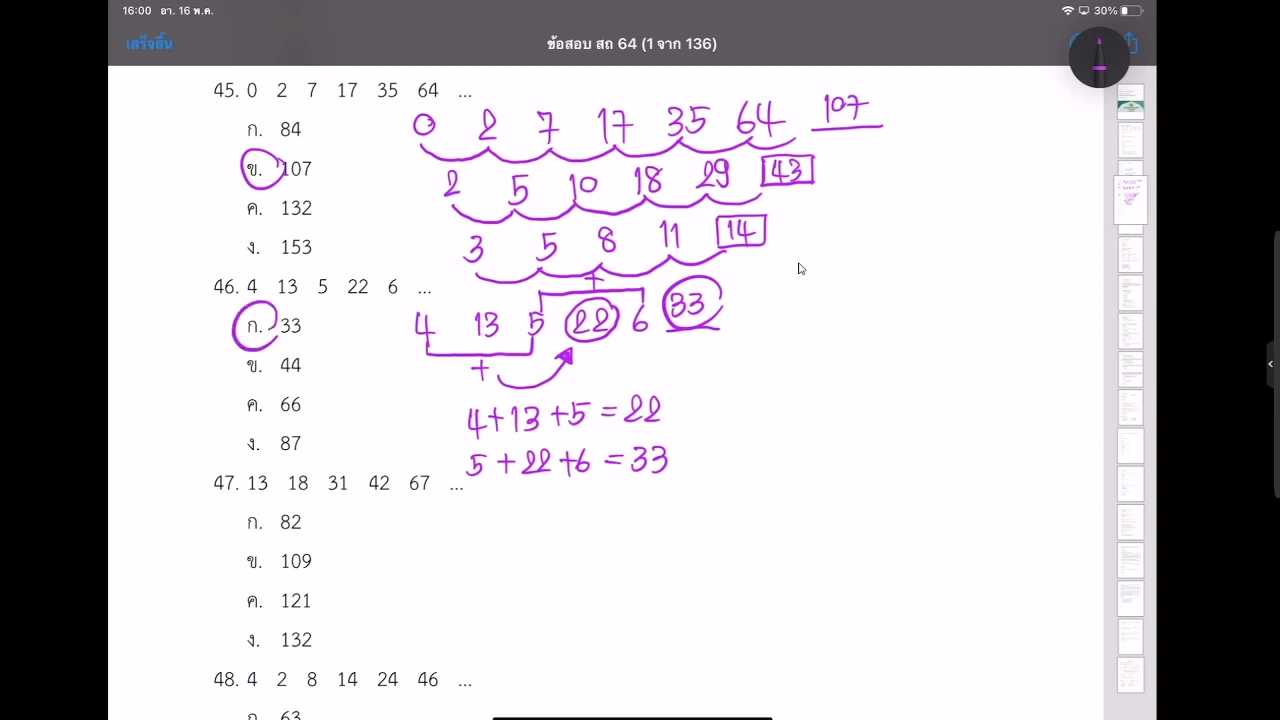 16:00 อา. 16 พ.ค.
30%
เสร็จสิ้น
ข้อสอบ สถ 64 (1 จาก 136)
45. 0 2 7 17 35 64 ...
ก. 84
ข. 107
ค. 132
ง. 153
0 2 7 17 35 64 107
2 5 10 18 29 43
3 5 8 11 14
46. 4 13 5 22 6 ...
ก. 33
ข. 44
ค. 66
ง. 87
+
4 13 5 22 6 33
+
4+13+5=22
5+22+6=33
47. 13 18 31 42 67 ...
ก. 82
ข. 109
ค. 121
ง. 132
48. 4 2 8 14 24 46 ...
ก. 63